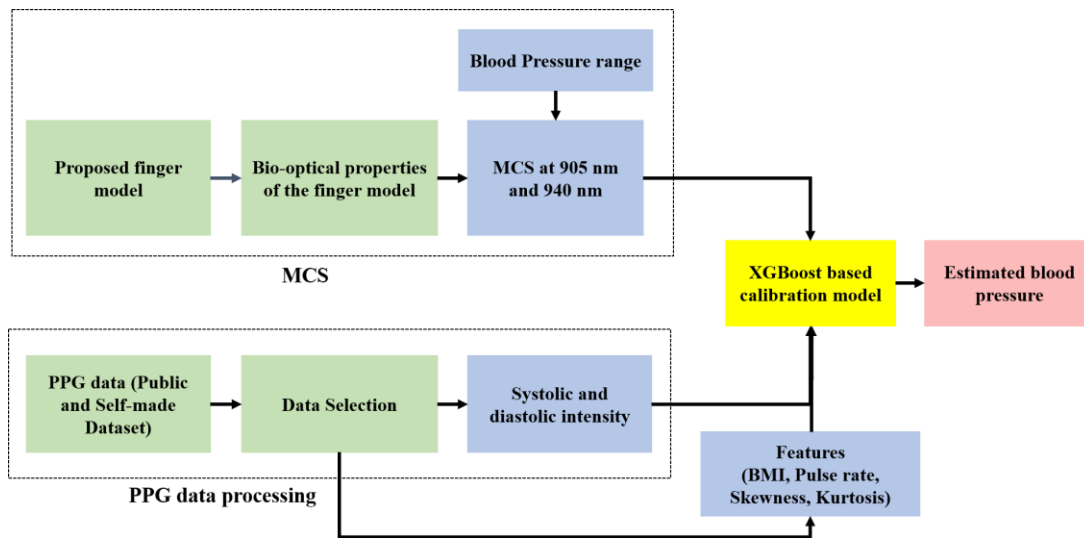 Blood Pressure range
Proposed finger
model
Bio-optical properties
of the finger model
MCS at 905 nm
and 940 nm
MCS
XGBoost based
calibration model
Estimated blood
pressure
PPG data (Public
and Self-made
Dataset)
Data Selection
Systolic and
diastolic intensity
PPG data processing
Features
(BMI, Pulse rate,
Skewness, Kurtosis)